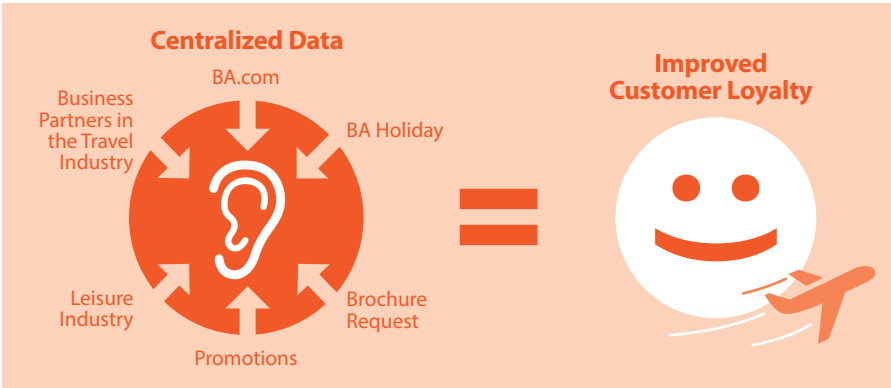 Centralized Data
BA.com
Business
Partners in
the Travel
Industry
BA Holiday
Leisure
Industry
Brochure
Request
Promotions
Improved
Customer Loyalty